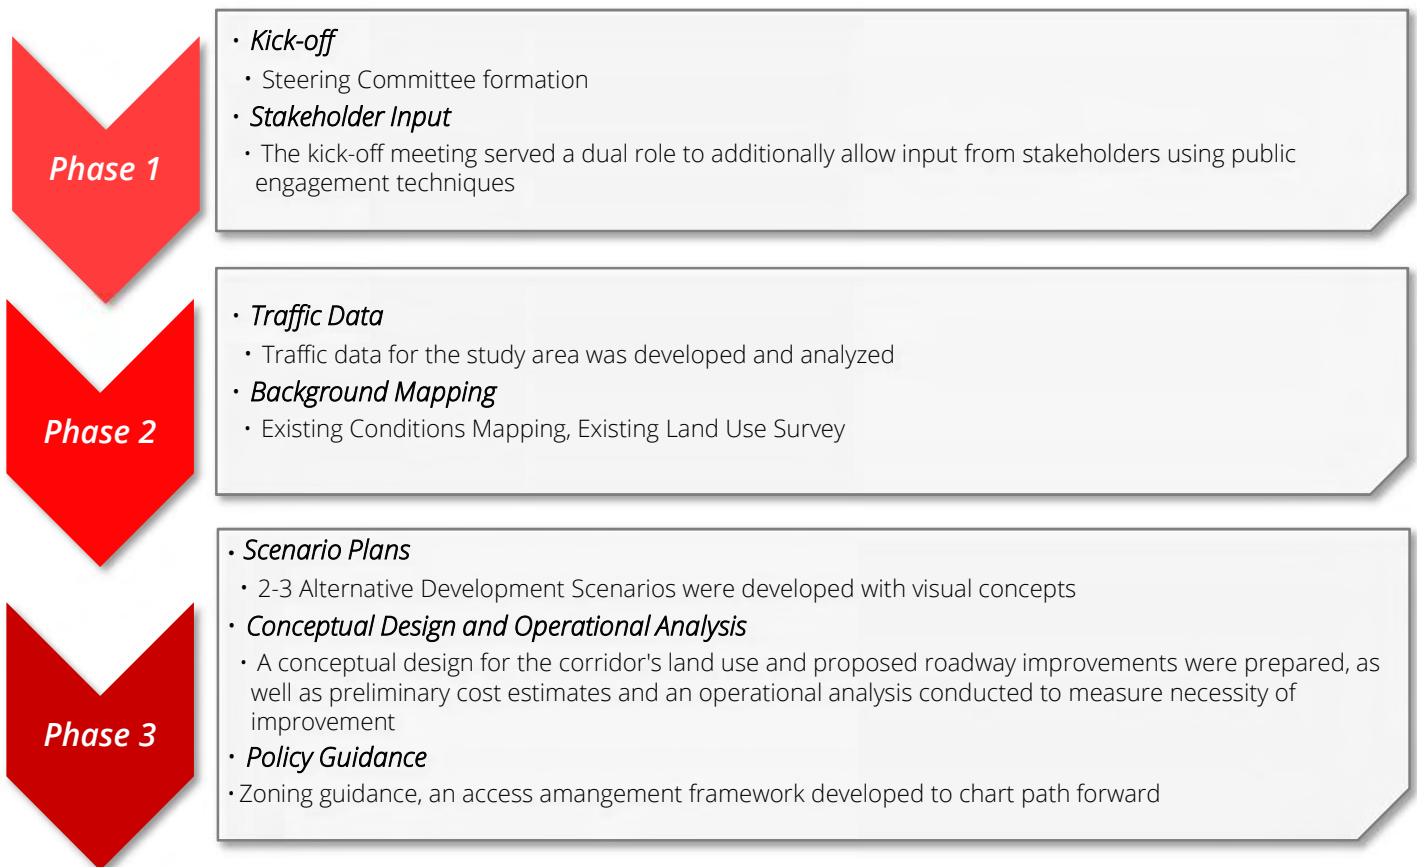 Phase 1
· Kick-off
· Steering Committee formation
· Stakeholder Input
· The kick-off meeting served a dual role to additionally allow input from stakeholders using public
engagement techniques
Phase 2
· Traffic Data
· Traffic data for the study area was developed and analyzed
· Background Mapping
· Existing Conditions Mapping, Existing Land Use Survey
Phase 3
· Scenario Plans
· 2-3 Alternative Development Scenarios were developed with visual concepts
· Conceptual Design and Operational Analysis
· A conceptual design for the corridor's land use and proposed roadway improvements were prepared, as
well as preliminary cost estimates and an operational analysis conducted to measure necessity of
improvement
· Policy Guidance
· Zoning guidance, an access amangement framework developed to chart path forward